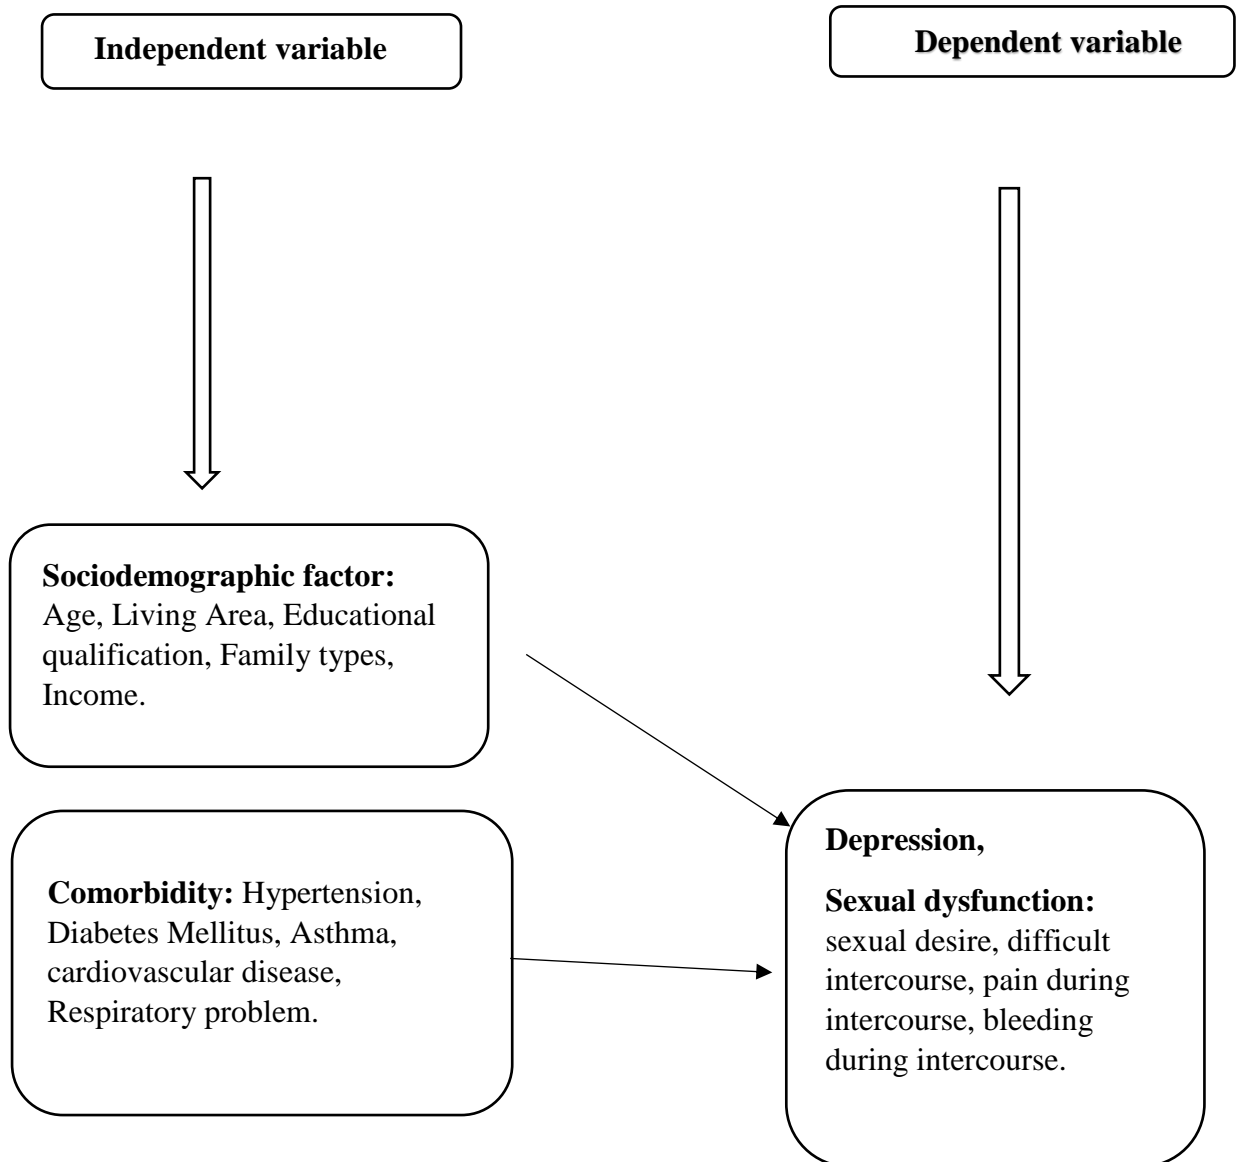 Independent variable
Dependent variable
Sociodemographic factor:
Age, Living Area, Educational
qualification, Family types,
Income.
Comorbidity: Hypertension,
Diabetes Mellitus, Asthma,
cardiovascular disease,
Respiratory problem.
Depression,
Sexual dysfunction:
sexual desire, difficult
intercourse, pain during
intercourse, bleeding
during intercourse.